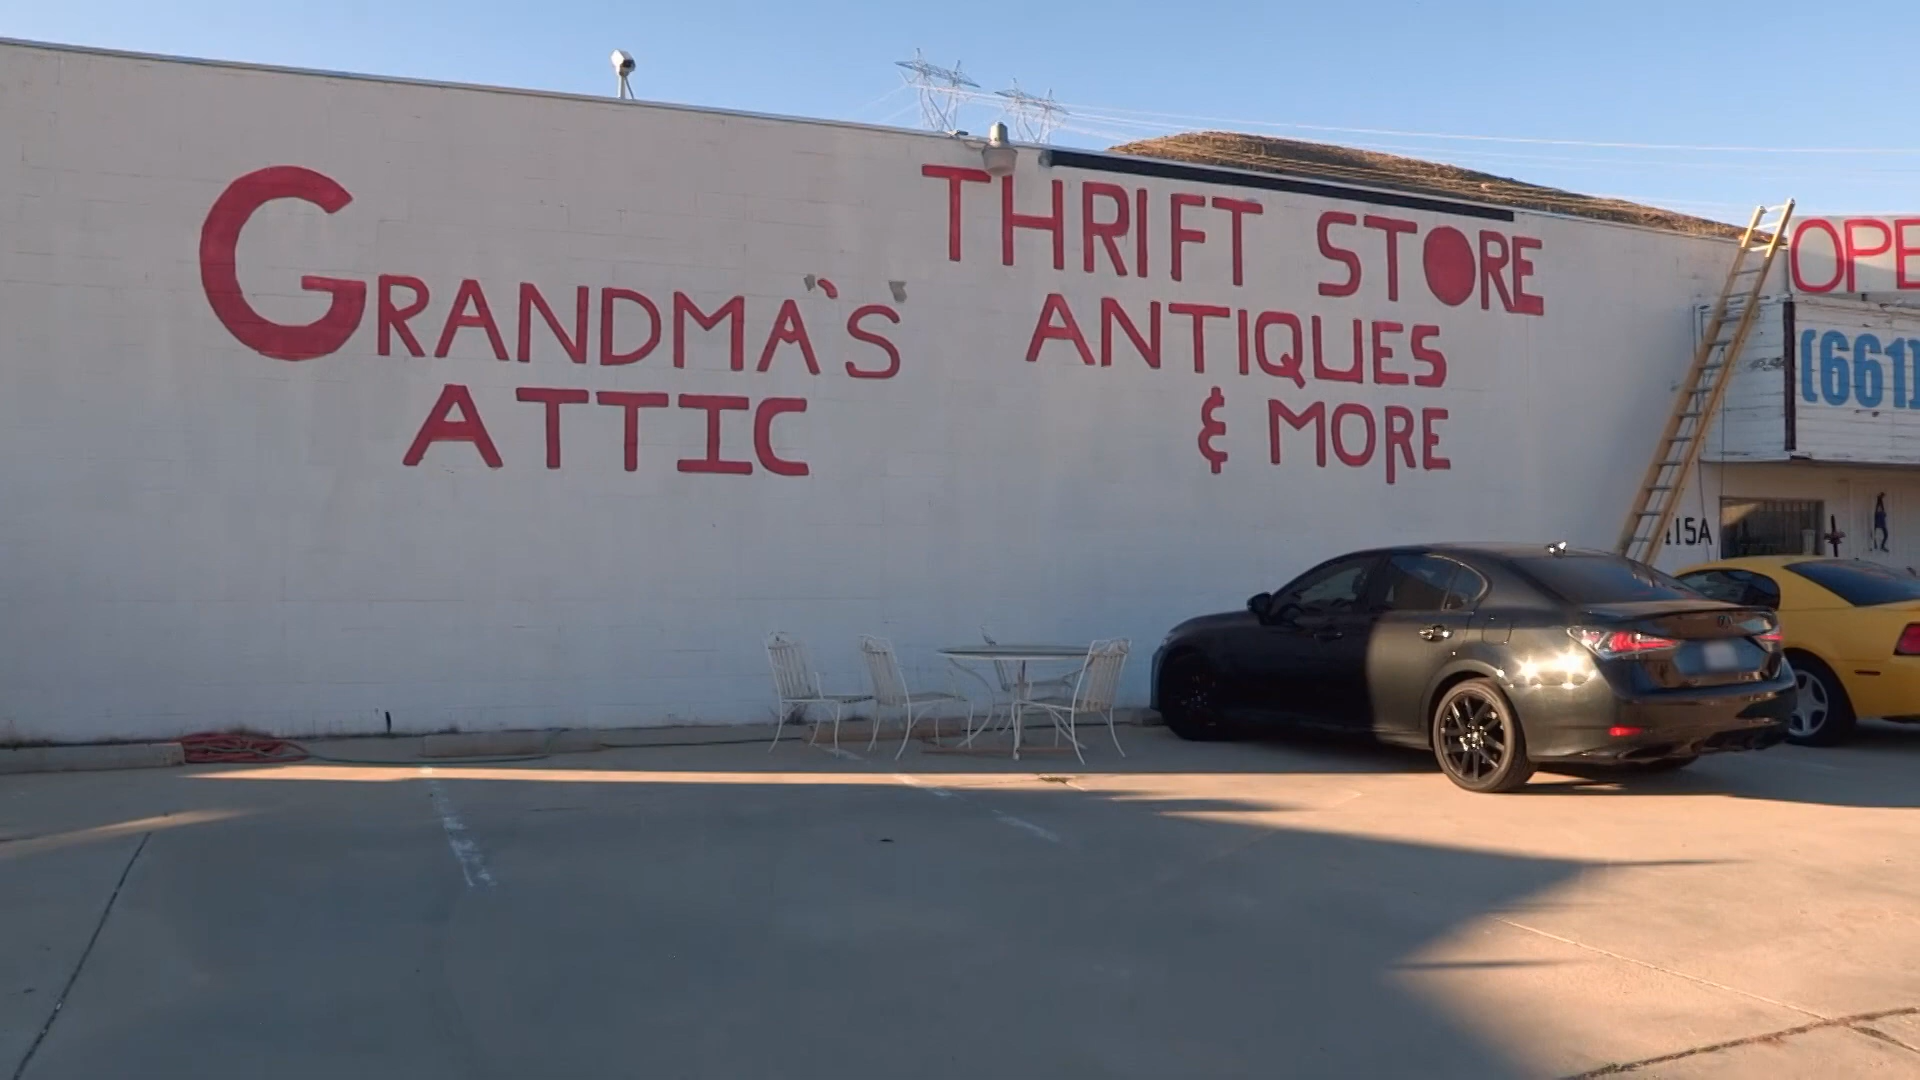 GRANDMA'S
ATTIC
THRIFT STORE
ANTIQUES
& MORE
OPE
(661)
15A